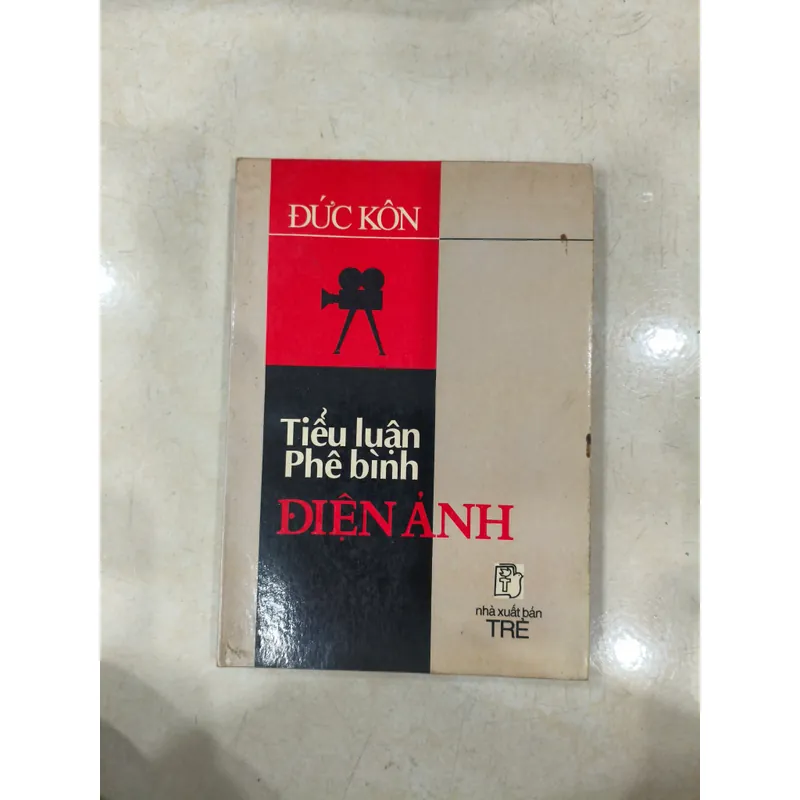 ĐỨC KÔN
Tiểu luận
Phê bình
ĐIỆN ẢNH
nhà xuất bản
TRẺ